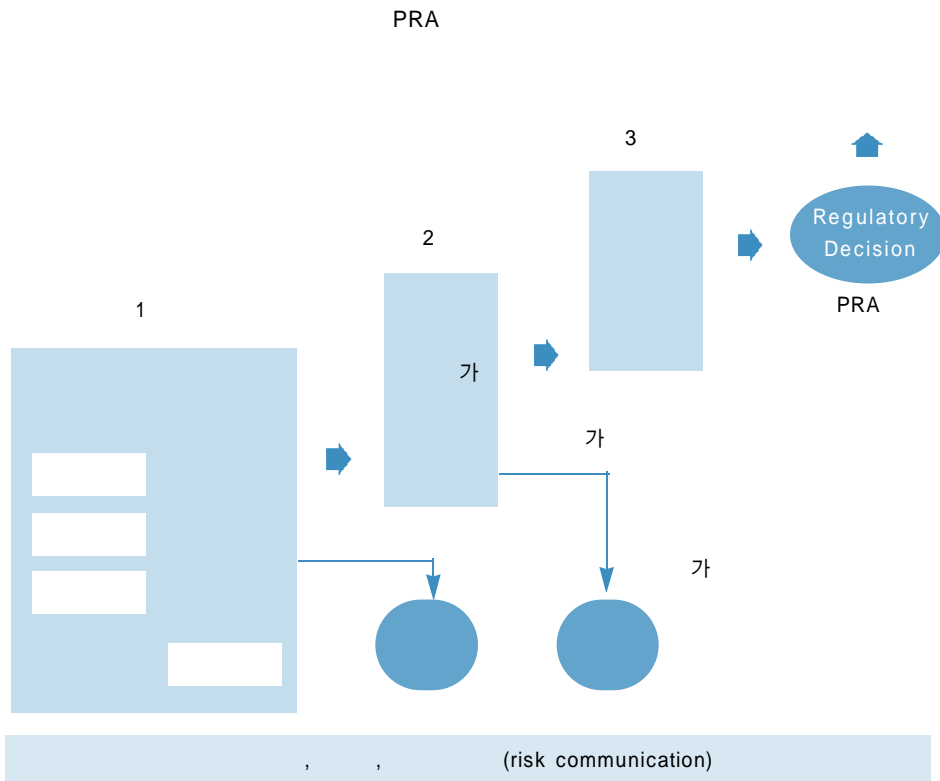 PRA
3
Regulatory
Decision
PRA
2
1
가
가
가
, , (risk communication)